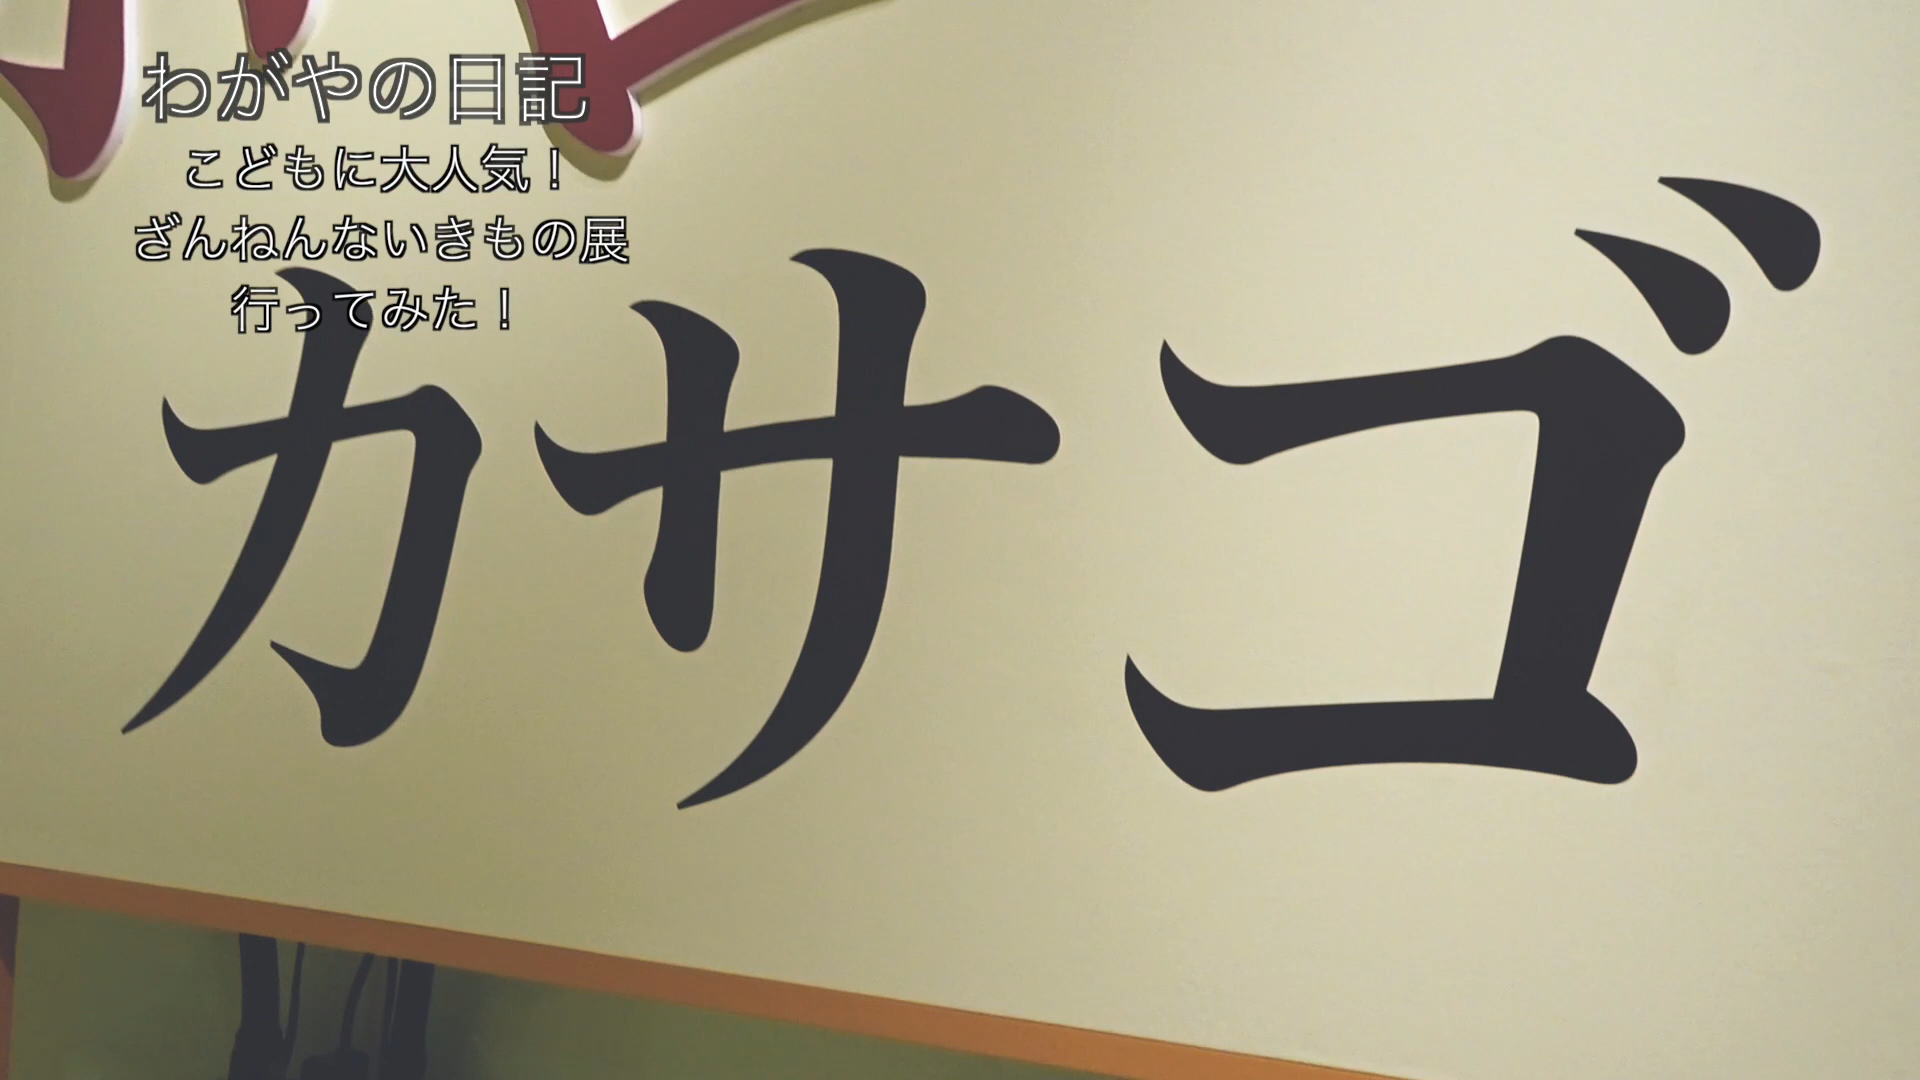 わがやの日記
こどもに大人気！
ざんねんないきもの展
行ってみた！
カサゴ